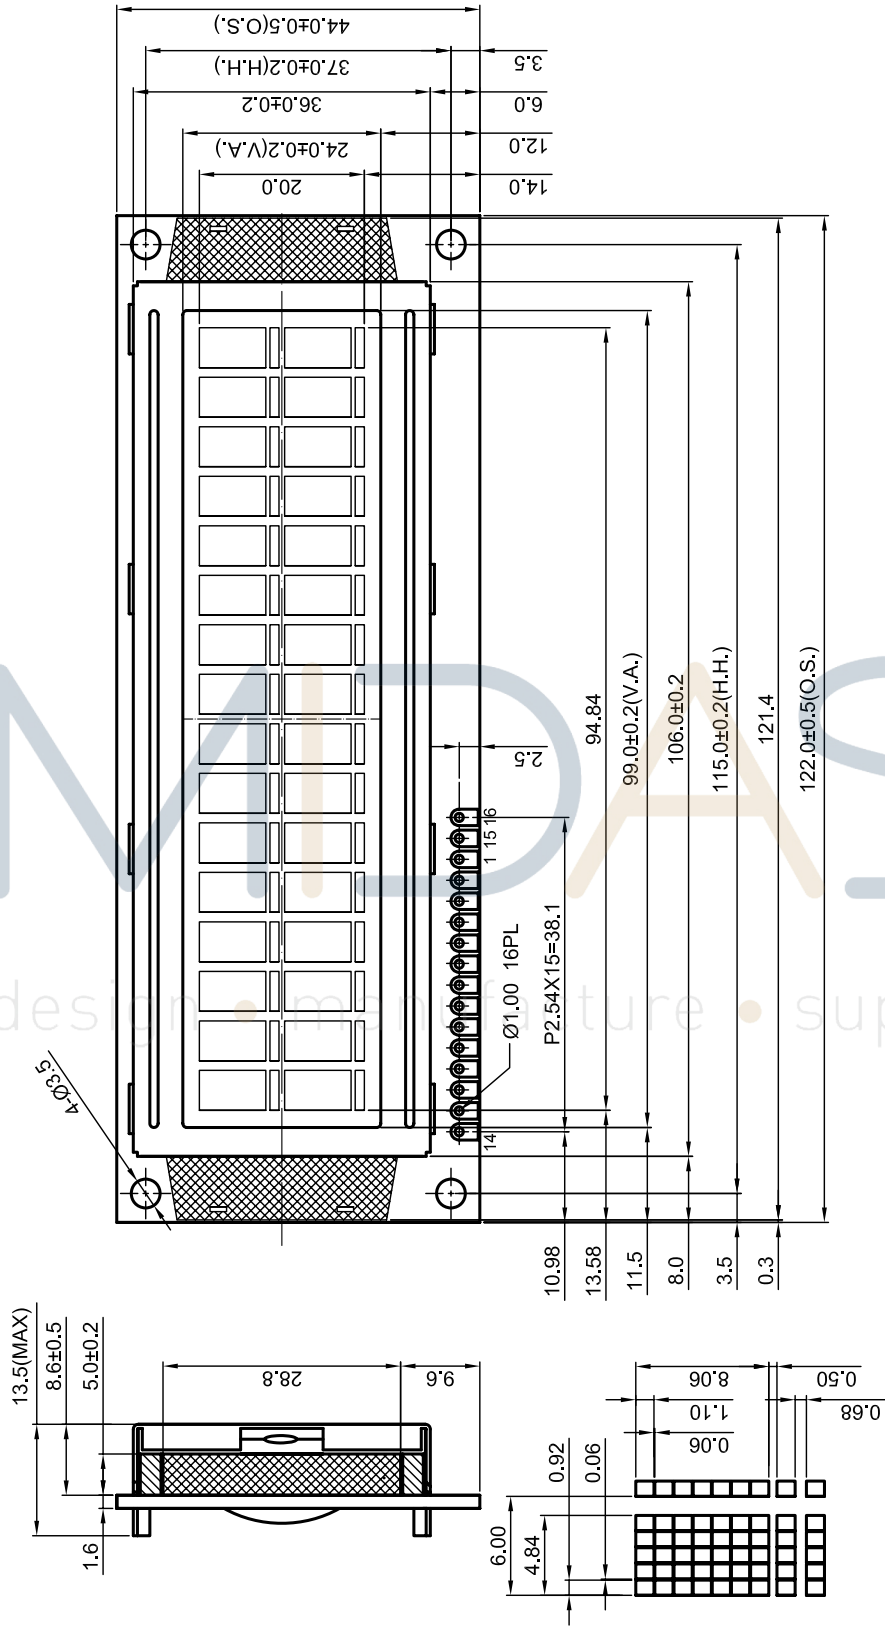 44.0±0.5(O.S.)
37.0±0.2(H.H.)
3.5
36.0±0.2
6.0
24.0±0.2(V.A.)
12.0
20.0
14.0
94.84
99.0±0.2(V.A.)
106.0±0.2
115.0±0.2(H.H.)
121.4
122.0±0.5(O.S.)
2.5
MIDAS
1 15 16
Ø1.00 16PL
P2.54X15=38.1
design • manufacture • sup
4-Ø3.5
14
10.98
13.58
11.5
8.0
3.5
0.3
13.5(MAX)
8.6±0.5
5.0±0.2
28.8
9.6
1.6
8.06
0.50
1.10
0.68
0.06
0.92
0.06
6.00
4.84